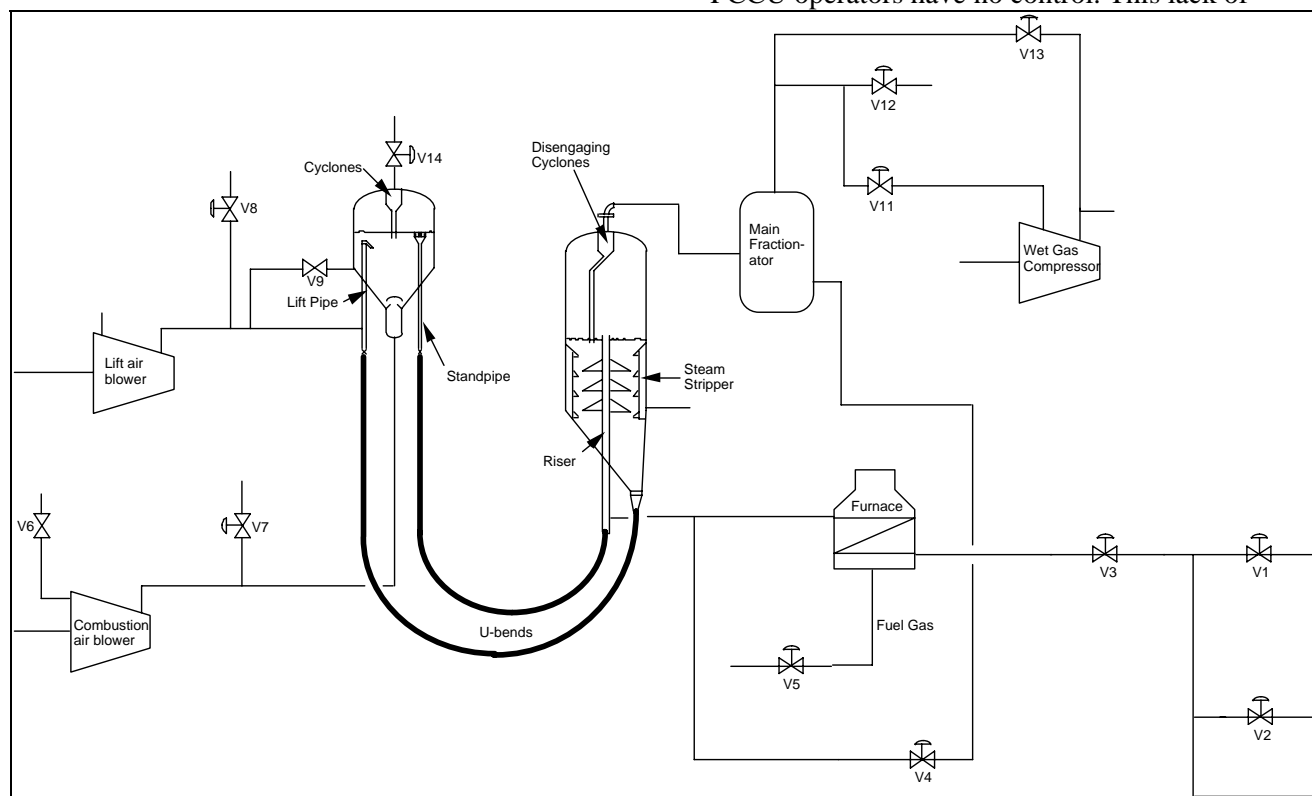 FCCU operators have no control. This lack of
V13
V12
Disengaging
Cyclones
V14
Cyclones
V8
V11
Main
Fraction-
ator
Wet Gas
Compressor
V9
Lift Pipe
Lift air
blower
Standpipe
Steam
Stripper
Riser
Furnace
V6
V7
V3
V1
Combustion
air blower
U-bends
Fuel Gas
V5
V2
V4